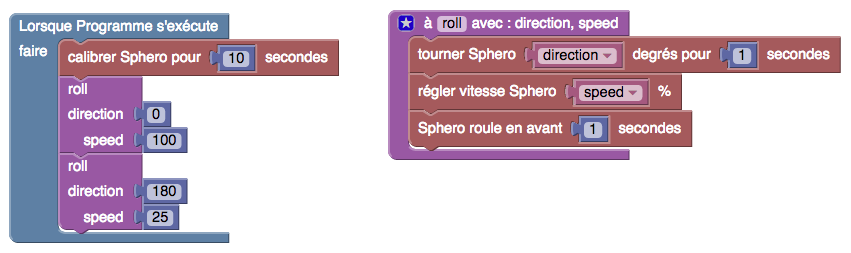 Lorsque Programme s'exécute
faire
calibrer Sphero pour 10 secondes
roll
direction 0
speed 100
roll
direction 180
speed 25
à roll avec : direction, speed
tourner Sphero direction degrés pour 1 secondes
régler vitesse Sphero speed %
Sphero roule en avant 1 secondes